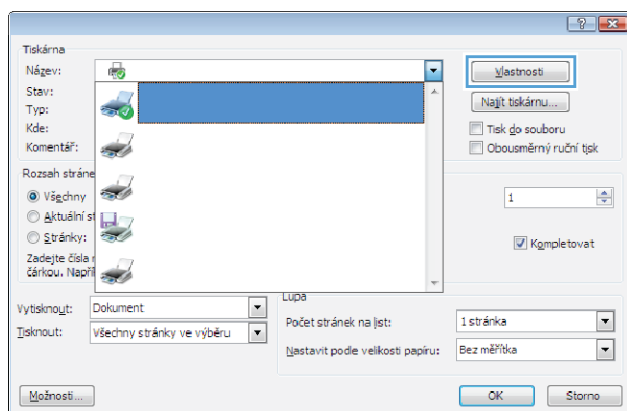 ?
Tiskárna
Název:
Vlastnosti
Stav:
Najít tiskárnu...
Typ:
Kde:
Tisk do souboru
Komentář:
Obousměrný ruční tisk
Rozsah stráne
Všechny
1
Aktuální st
Stránky:
Kompletovat
Zadejte čísla r
čárkou. Napří
Lupa
Vytisknout:
Dokument
Počet stránek na list:
1 stránka
Tisknout:
Všechny stránky ve výběru
Nastavit podle velikosti papíru:
Bez měřítka
Možnosti...
OK
Storno